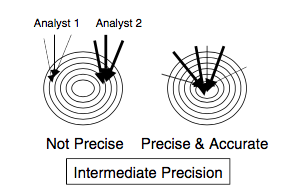 Analyst 1 Analyst 2
Not Precise Precise & Accurate
Intermediate Precision